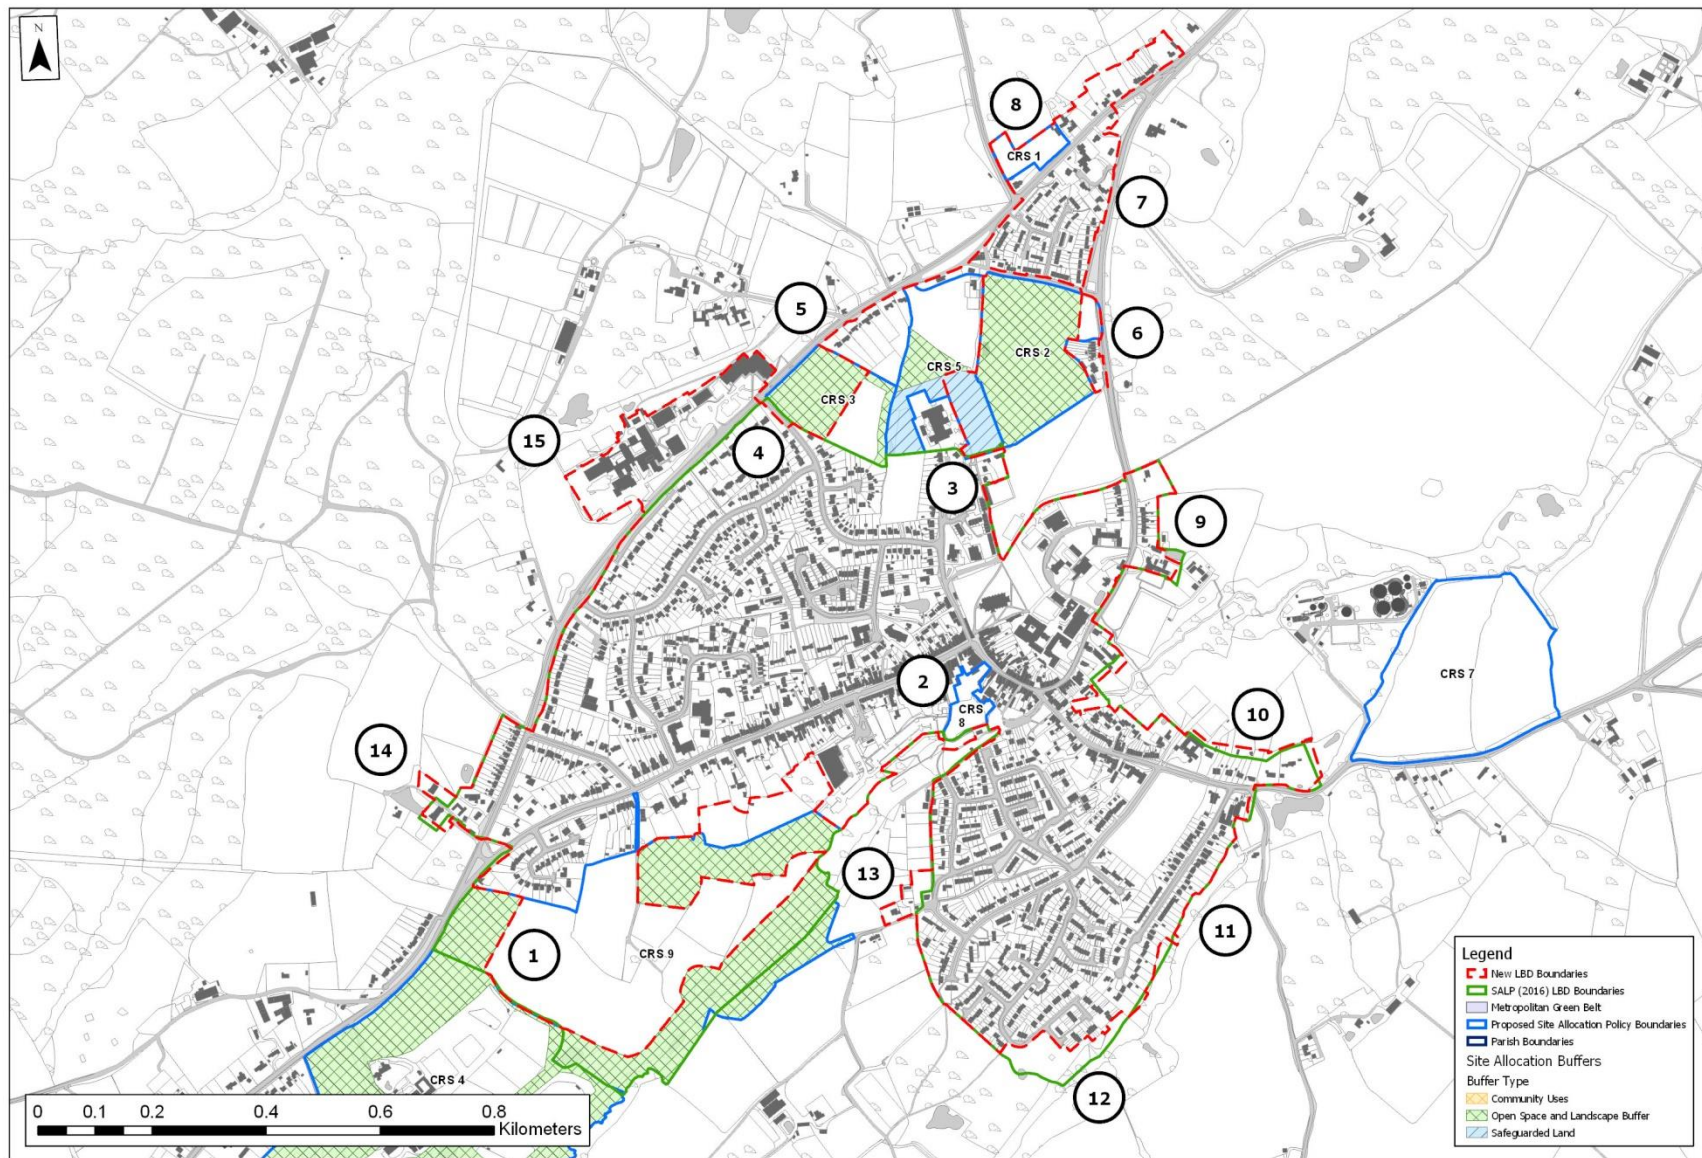 N
8
CRS 1
7
5
6
CRS 2
CRS 5
CRS 3
15
4
3
9
CRS 7
2
CRS
8
10
14
13
11
1
CRS 9
12
CRS 4
0 0.1 0.2 0.4 0.6 0.8
Kilometers
Legend
New LBD Boundaries
SALP (2016) LBD Boundaries
Metropolitan Green Belt
Proposed Site Allocation Policy Boundaries
Parish Boundaries
Site Allocation Buffers
Buffer Type
Community Uses
Open Space and Landscape Buffer
Safeguarded Land